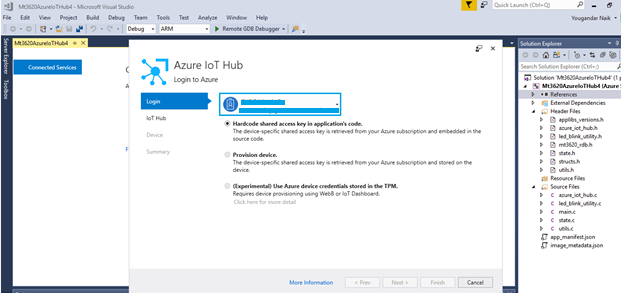 Mt3620AzureIoTHub4 - Microsoft Visual Studio
Quick Launch (Ctrl+Q)
File Edit View Project Build Debug Team Tools Test Analyze Window Help
Yougandar Naik
Debug ARM Remote GDB Debugger
Server Explorer
Toolbox
Mt3620AzureIoTHub4
Connected Services
Azure IoT Hub
Login to Azure
Login
IoT Hub
Device
Summary
Hardcode shared access key in application's code.
The device-specific shared access key is retrieved from your Azure subscription and embedded in the
source code.
Provision device.
The device-specific shared access key is retrieved from your Azure subscription and stored on the
device.
(Experimental) Use Azure device credentials stored in the TPM.
Requires device provisioning using WebB or IoT Dashboard.
Click here for more detail
More Information
< Prev
Next >
Finish
Cancel
Solution Explorer
Search Solution Explorer (Ctrl+;)
Solution 'Mt3620AzureIoTHub4' (1
Mt3620AzureIoTHub4 (Azure S
References
External Dependencies
Header Files
applibs_versions.h
azure_iot_hub.h
led_blink_utility.h
mt3620_rdb.h
state.h
structs.h
utils.h
Resource Files
Source Files
azure_iot_hub.c
led_blink_utility.c
main.c
state.c
utils.c
app_manifest.json
image_metadata.json